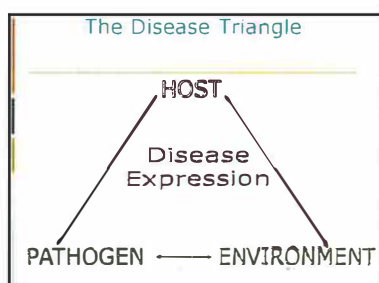 The Disease Triangle
HOST
Disease
Expression
PATHOGEN ENVIRONMENT